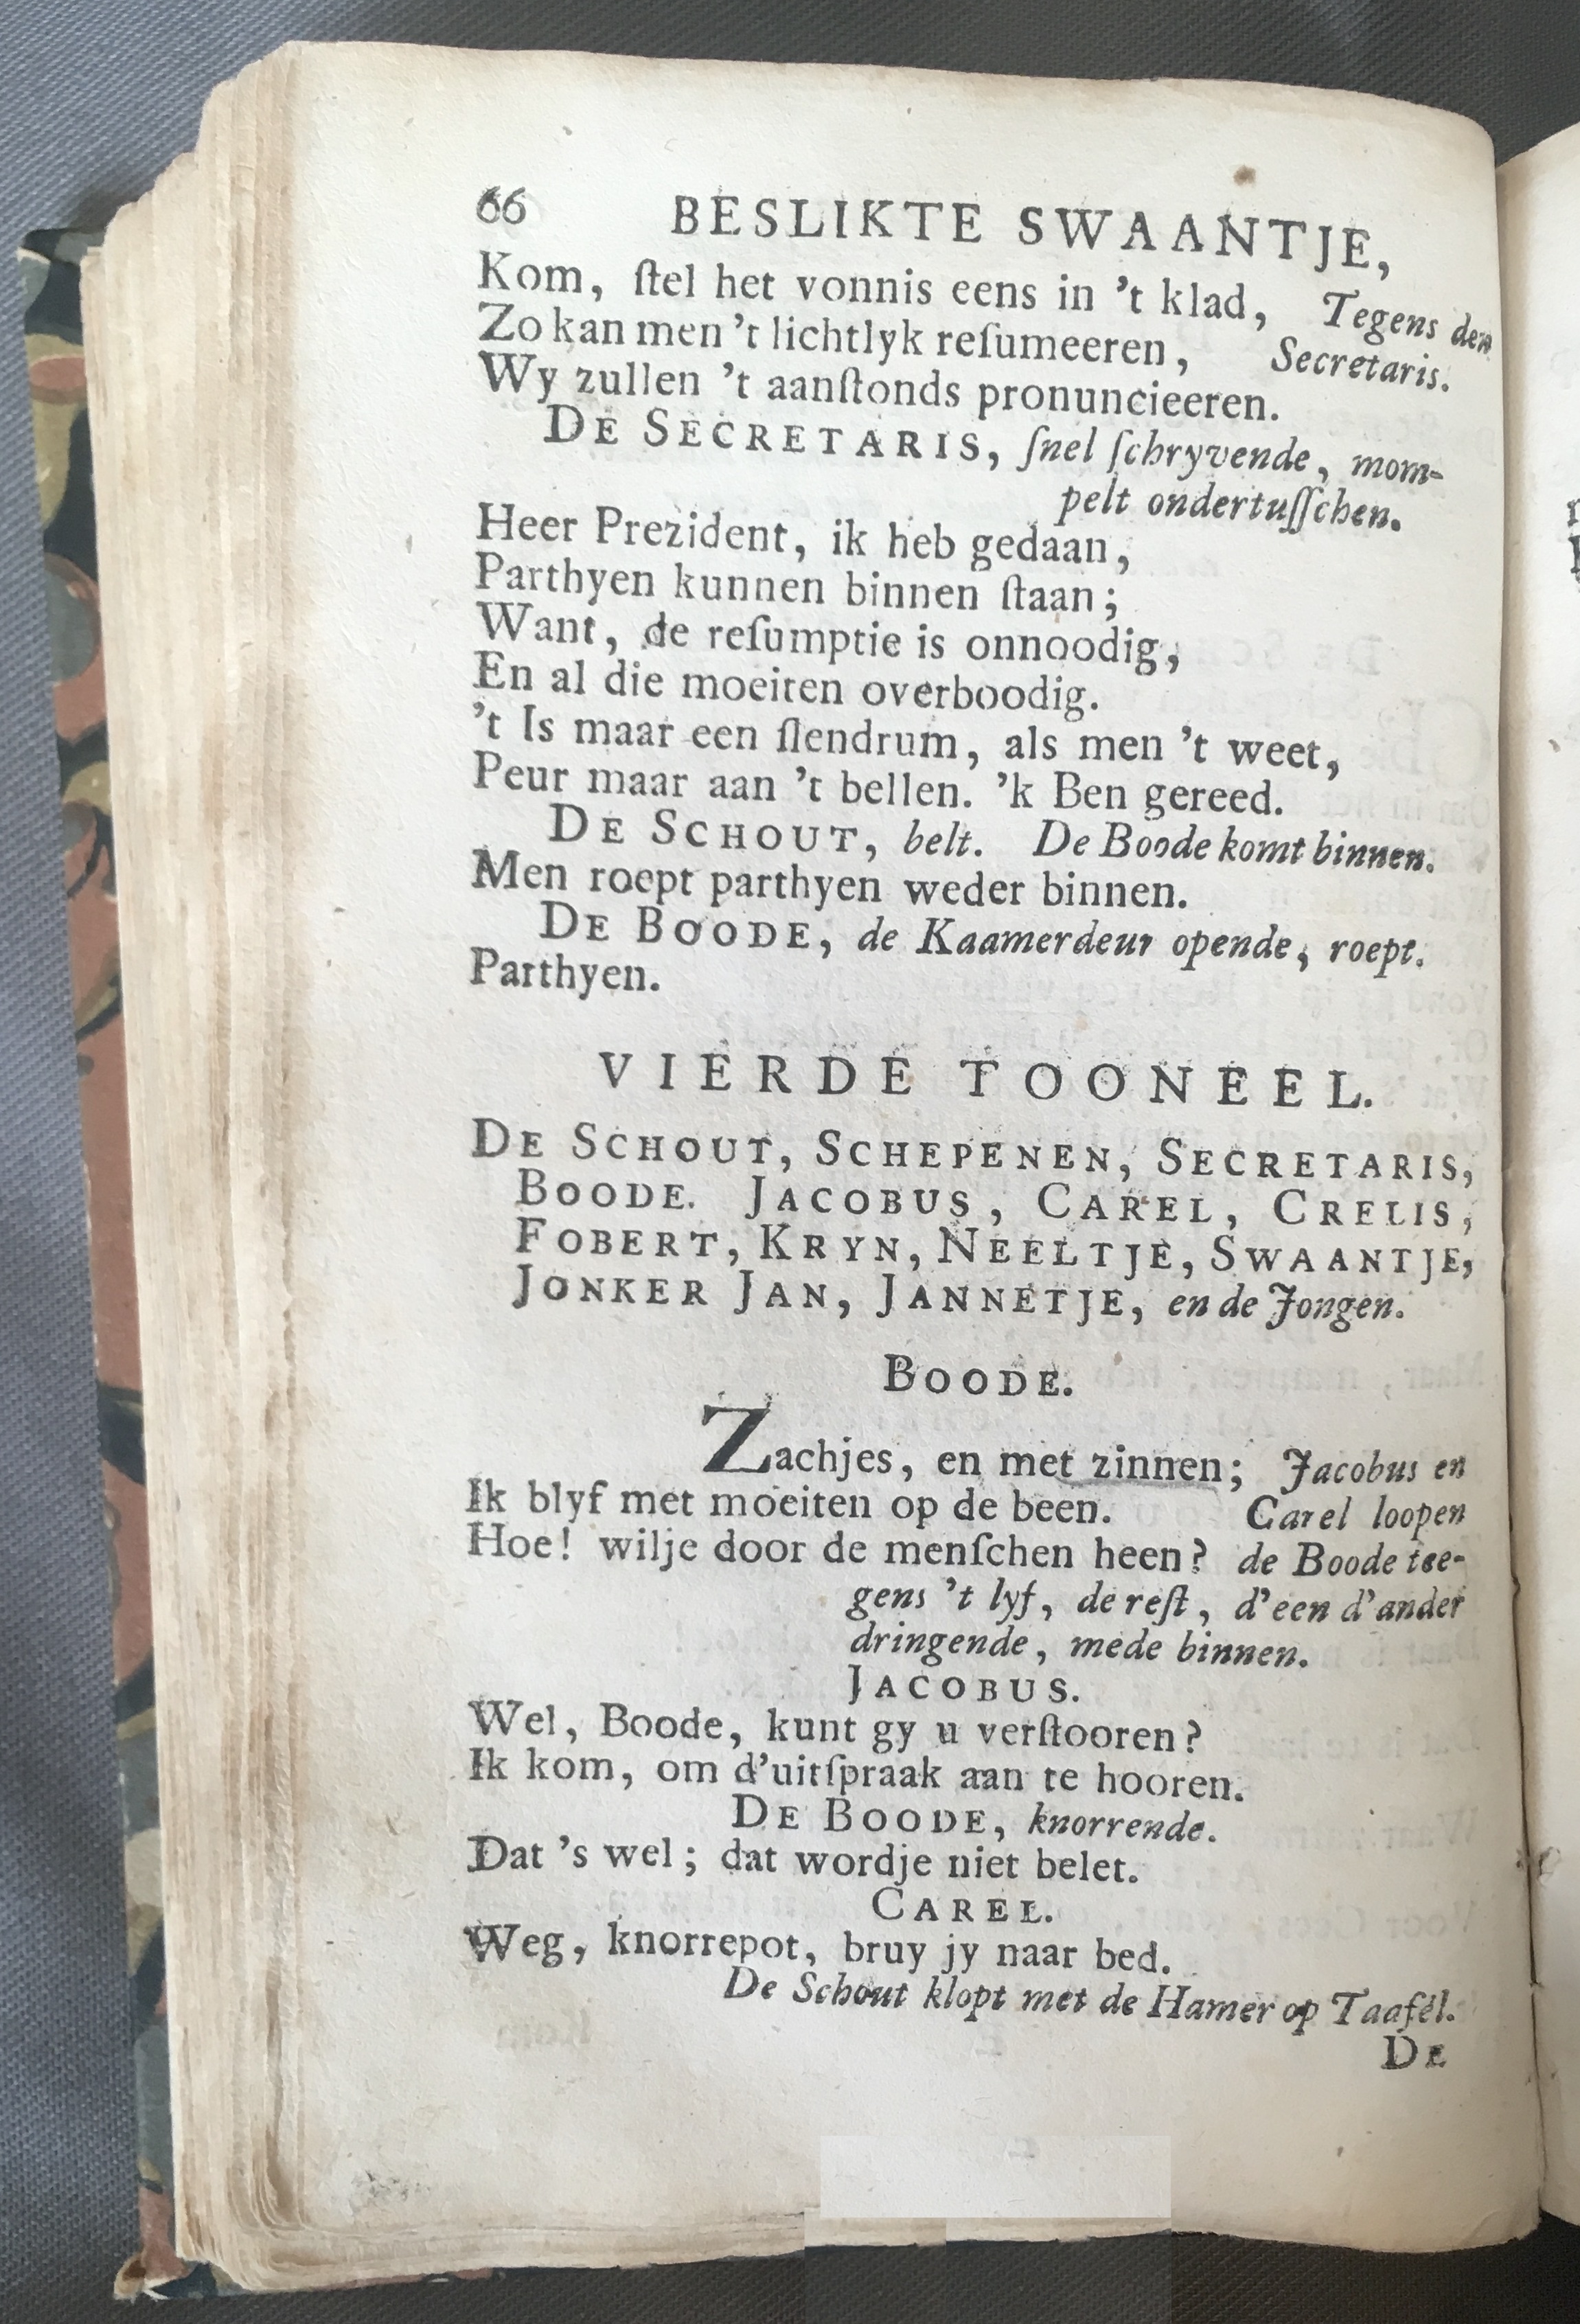 66 BESLIKTE SWAANTJE,
Kom, ſtel het vonnis eens in 't klad, Tegens den
Zo kan men 't lichtlyk reſumeeren, Secretaris.
Wy zullen 't aanſtonds pronuncieeren.
DE SECRETARIS, ſnel ſchryvende, mom-
pelt ondertuſſchen.
Heer Prezident, ik heb gedaan,
Parthyen kunnen binnen ſtaan;
Want, de reſumptie is onnoodig,
En al die moeiten overboodig.
't Is maar een ſlendrum, als men 't weet,
Peur maar aan 't bellen. 'k Ben gereed.
DE SCHOUT, belt. De Boode komt binnen.
Men roept parthyen weder binnen.
DE BOODE, de Kaamerdeur opende, roept.
Parthyen.
VIERDE TOONEEL.
DE SCHOUT, SCHEPENEN, SECRETARIS,
BOODE. JACOBUS, CAREL, CRELIS,
FOBERT, KRYN, NEELTJE, SWAANTJE,
JONKER JAN, JANNETJE, en de Jongen.
BOODE.
Zachjes, en met zinnen; Jacobus en
Ik blyf met moeiten op de been. Carel loopen
Hoe! wilje door de menſchen heen? de Boode tee-
gens 't lyf, de reſt, d'een d'ander
dringende, mede binnen.
JACOBUS.
Wel, Boode, kunt gy u verſtooren?
Ik kom, om d'uitſpraak aan te hooren.
DE BOODE, knorrende.
Dat 's wel; dat wordje niet belet.
CAREL.
Weg, knorrepot, bruy jy naar bed.
De Schout klopt met de Hamer op Taafel.
DE